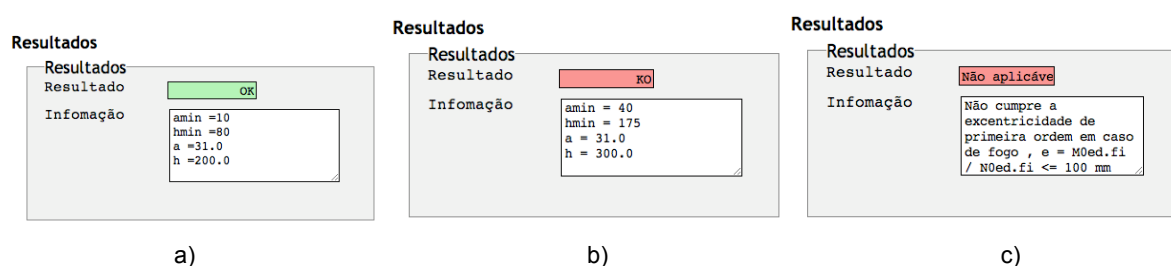 Resultados
Resultados
Resultado OK
Infomação
amin =10
hmin =80
a =31.0
h =200.0
a)
Resultados
Resultados
Resultado KO
Infomação
amin = 40
hmin = 175
a = 31.0
h = 300.0
b)
Resultados
Resultados
Resultado Não aplicáve
Infomação
Não cumpre a
excentricidade de
primeira ordem em caso
de fogo , e = M0ed.fi
/ N0ed.fi <= 100 mm
c)